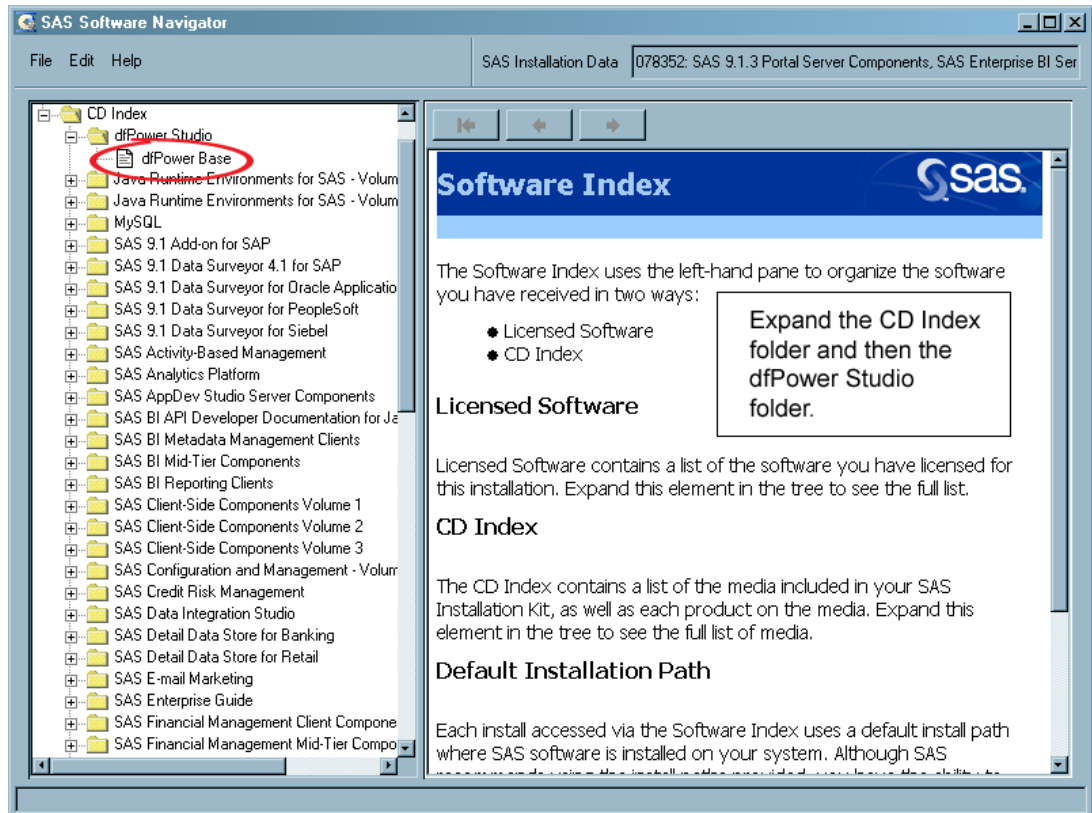 SAS Software Navigator
File Edit Help
SAS Installation Data 078352: SAS 9.1.3 Portal Server Components, SAS Enterprise BI Ser
CD Index
dfPower Studio
dfPower Base
Java Runtime Environments for SAS - Volum
Java Runtime Environments for SAS - Volum
MySQL
SAS 9.1 Add-on for SAP
SAS 9.1 Data Surveyor 4.1 for SAP
SAS 9.1 Data Surveyor for Oracle Applicatio
SAS 9.1 Data Surveyor for PeopleSoft
SAS 9.1 Data Surveyor for Siebel
SAS Activity-Based Management
SAS Analytics Platform
SAS AppDev Studio Server Components
SAS BI API Developer Documentation for Ja
SAS BI Metadata Management Clients
SAS BI Mid-Tier Components
SAS BI Reporting Clients
SAS Client-Side Components Volume 1
SAS Client-Side Components Volume 2
SAS Client-Side Components Volume 3
SAS Configuration and Management - Volum
SAS Credit Risk Management
SAS Data Integration Studio
SAS Detail Data Store for Banking
SAS Detail Data Store for Retail
SAS E-mail Marketing
SAS Enterprise Guide
SAS Financial Management Client Compone
SAS Financial Management Mid-Tier Compo
Software Index
sas.
The Software Index uses the left-hand pane to organize the software
you have received in two ways:
● Licensed Software
● CD Index
Expand the CD Index
folder and then the
dfPower Studio
folder.
Licensed Software
Licensed Software contains a list of the software you have licensed for
this installation. Expand this element in the tree to see the full list.
CD Index
The CD Index contains a list of the media included in your SAS
Installation Kit, as well as each product on the media. Expand this
element in the tree to see the full list of media.
Default Installation Path
Each install accessed via the Software Index uses a default install path
where SAS software is installed on your system. Although SAS